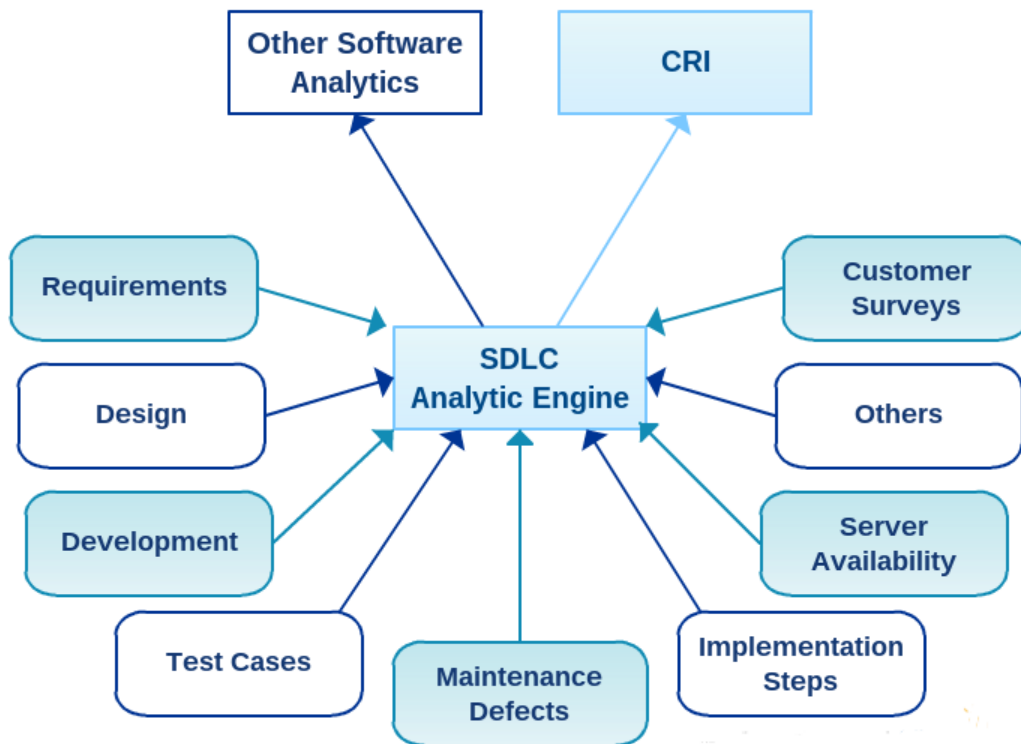 Other Software
Analytics
CRI
Requirements
Customer
Surveys
SDLC
Analytic Engine
Design
Others
Development
Server
Availability
Test Cases
Maintenance
Defects
Implementation
Steps